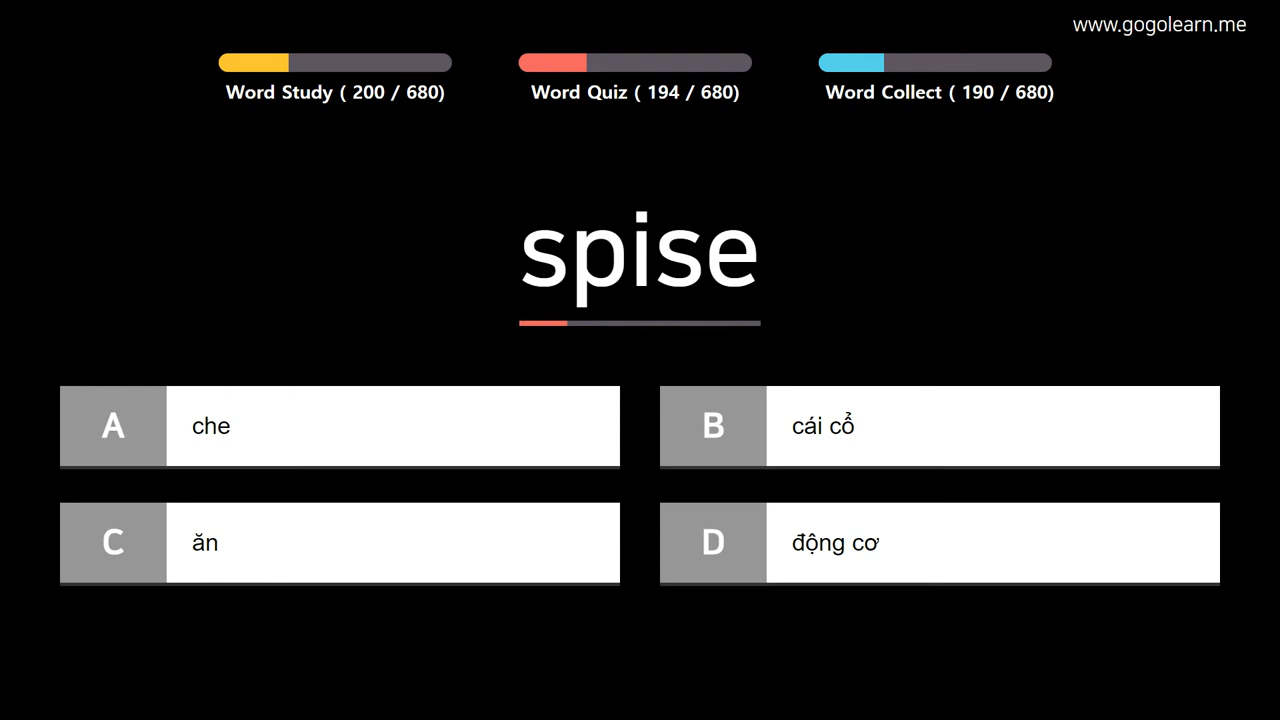 www.gogolearn.me
Word Study ( 200 / 680)
Word Quiz ( 194 / 680)
Word Collect ( 190 / 680)
spise
A
che
B
cái cổ
C
ăn
D
động cơ